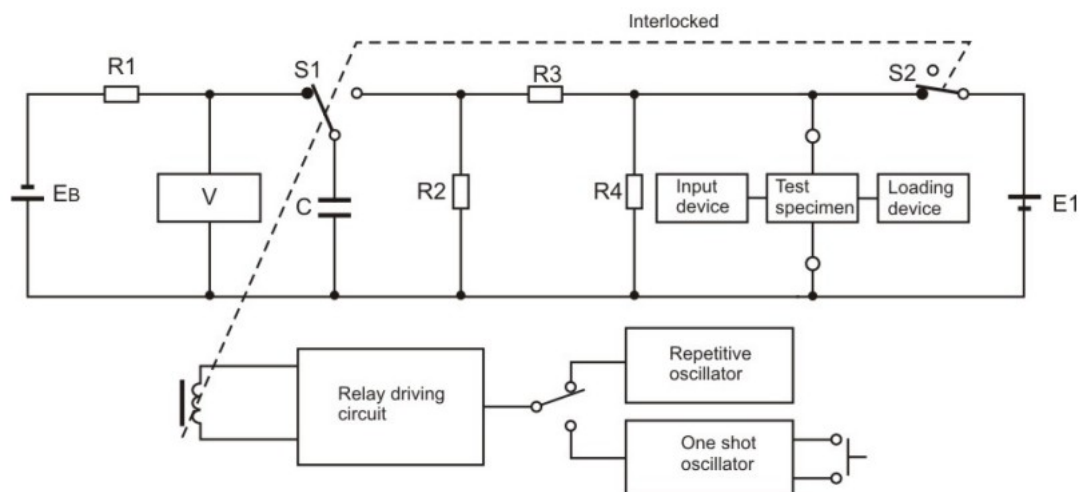 Interlocked
R1
S1
R3
S2
EB
V
C
R2
R4
Input
device
Test
specimen
Loading
device
E1
Relay driving
circuit
Repetitive
oscillator
One shot
oscillator